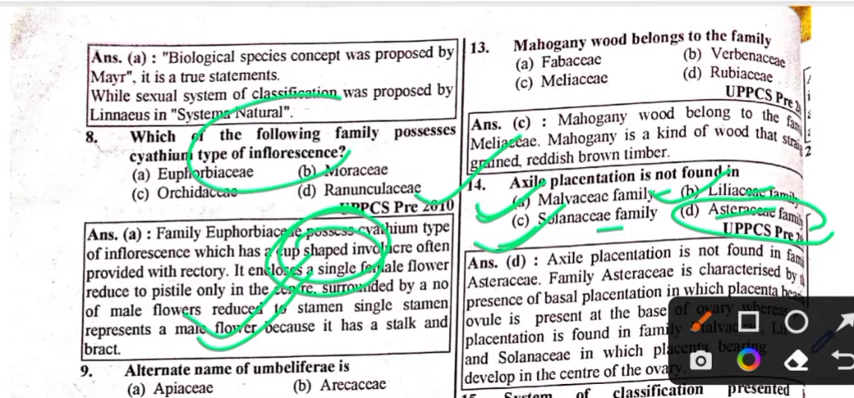 Ans. (a) : "Biological species concept was proposed by
Mayr", it is a true statements.
While sexual system of classification was proposed by
Linnaeus in "Systema Natural".
8. Which of the following family possesses
cyathium type of inflorescence?
(a) Euphorbiaceae (b) Moraceae
(c) Orchidaceae (d) Ranunculaceae
UPPCS Pre 2010
Ans. (a) : Family Euphorbiaceae possess cyathium type
of inflorescence which has a cup shaped involucre often
provided with rectory. It encloses a single female flower
reduce to pistile only in the centre, surrounded by a no
of male flowers reduced to stamen single stamen
represents a male flower because it has a stalk and
bract.
9. Alternate name of umbeliferae is
(a) Apiaceae (b) Arecaceae
13. Mahogany wood belongs to the family
(a) Fabaceae (b) Verbenaceae
(c) Meliaceae (d) Rubiaceae
UPPCS Pre
Ans. (c) : Mahogany wood belong to the
Meliaceae. Mahogany is a kind of wood that
grained, reddish brown timber.
14. Axile placentation is not found in
(a) Malvaceae family (b) Liliaceae family
(c) Solanaceae family (d) Asteraceae family
UPPCS Pre
Ans. (d) : Axile placentation is not found in
Asteraceae. Family Asteraceae is characterised by
presence of basal placentation in which placenta
ovule is present at the base of ovary whereas
placentation is found in family Malvaceae,
and Solanaceae in which placenta bearing
develop in the centre of the ovary.
System of classification presented